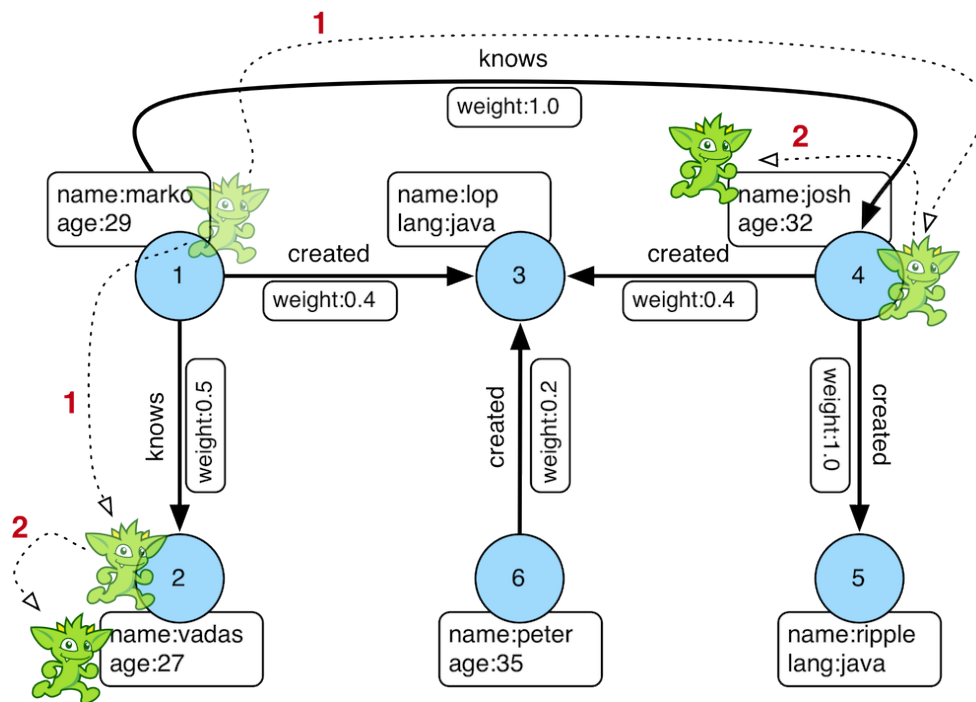 1
knows
weight:1.0
2
name:marko
age:29
name:lop
lang:java
name:josh
age:32
1
created
weight:0.4
3
created
weight:0.4
4
1
knows
weight:0.5
created
weight:0.2
weight:1.0
created
2
2
name:vadas
age:27
6
name:peter
age:35
5
name:ripple
lang:java